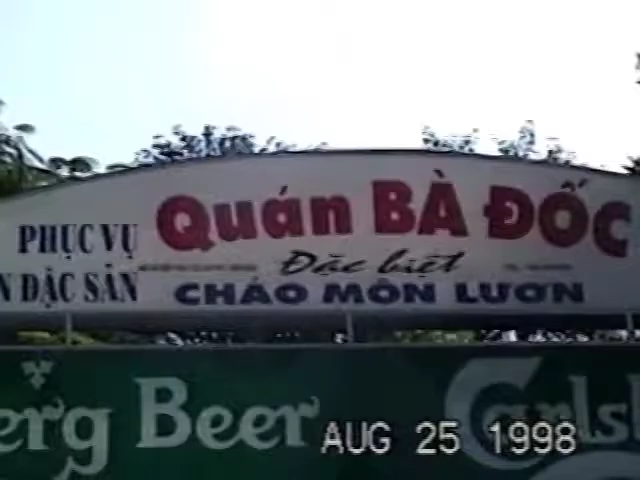 Quán BÀ ĐỐC
PHỤC VỤ
Đặc biệt
N ĐẶC SẢN
CHÁO MÔN LƯƠN
erg Beer
Carlsb
AUG 25 1998